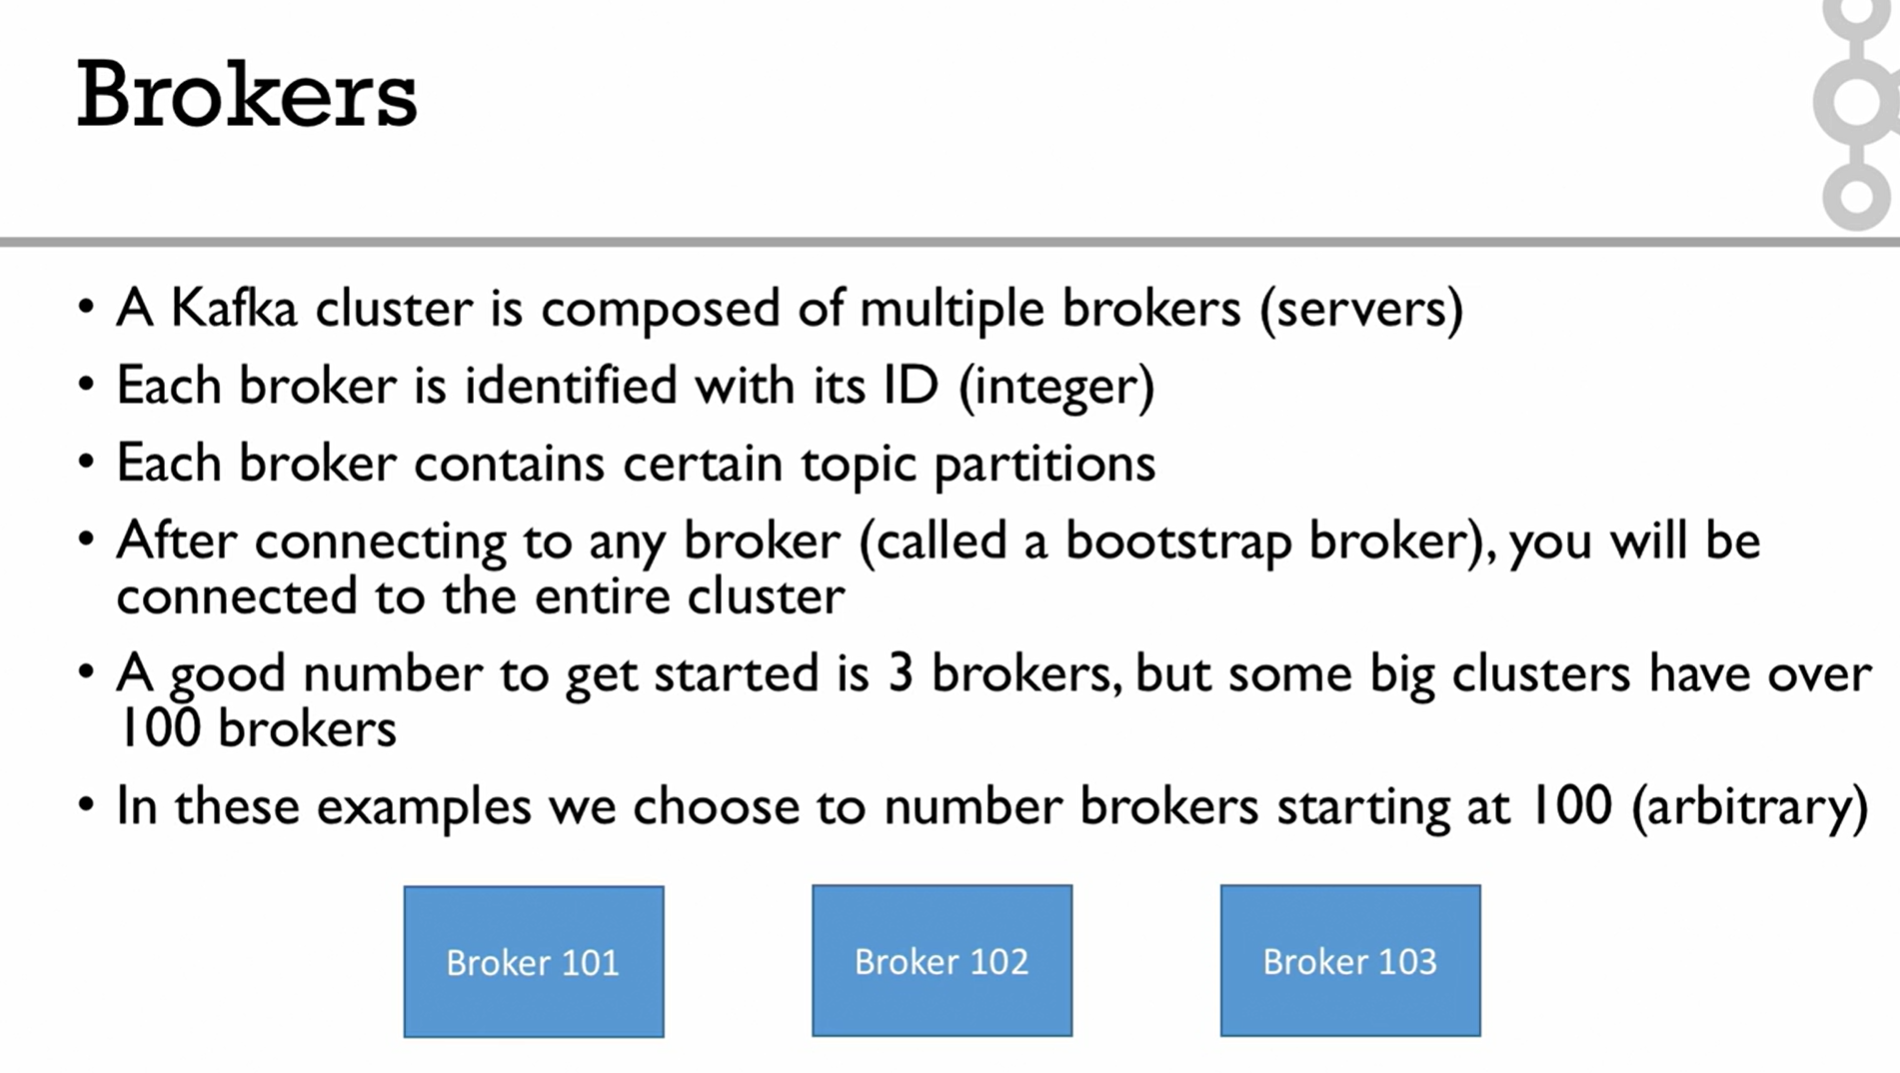 Brokers
• A Kafka cluster is composed of multiple brokers (servers)
• Each broker is identified with its ID (integer)
• Each broker contains certain topic partitions
• After connecting to any broker (called a bootstrap broker), you will be
connected to the entire cluster
• A good number to get started is 3 brokers, but some big clusters have over
100 brokers
• In these examples we choose to number brokers starting at 100 (arbitrary)
Broker 101
Broker 102
Broker 103